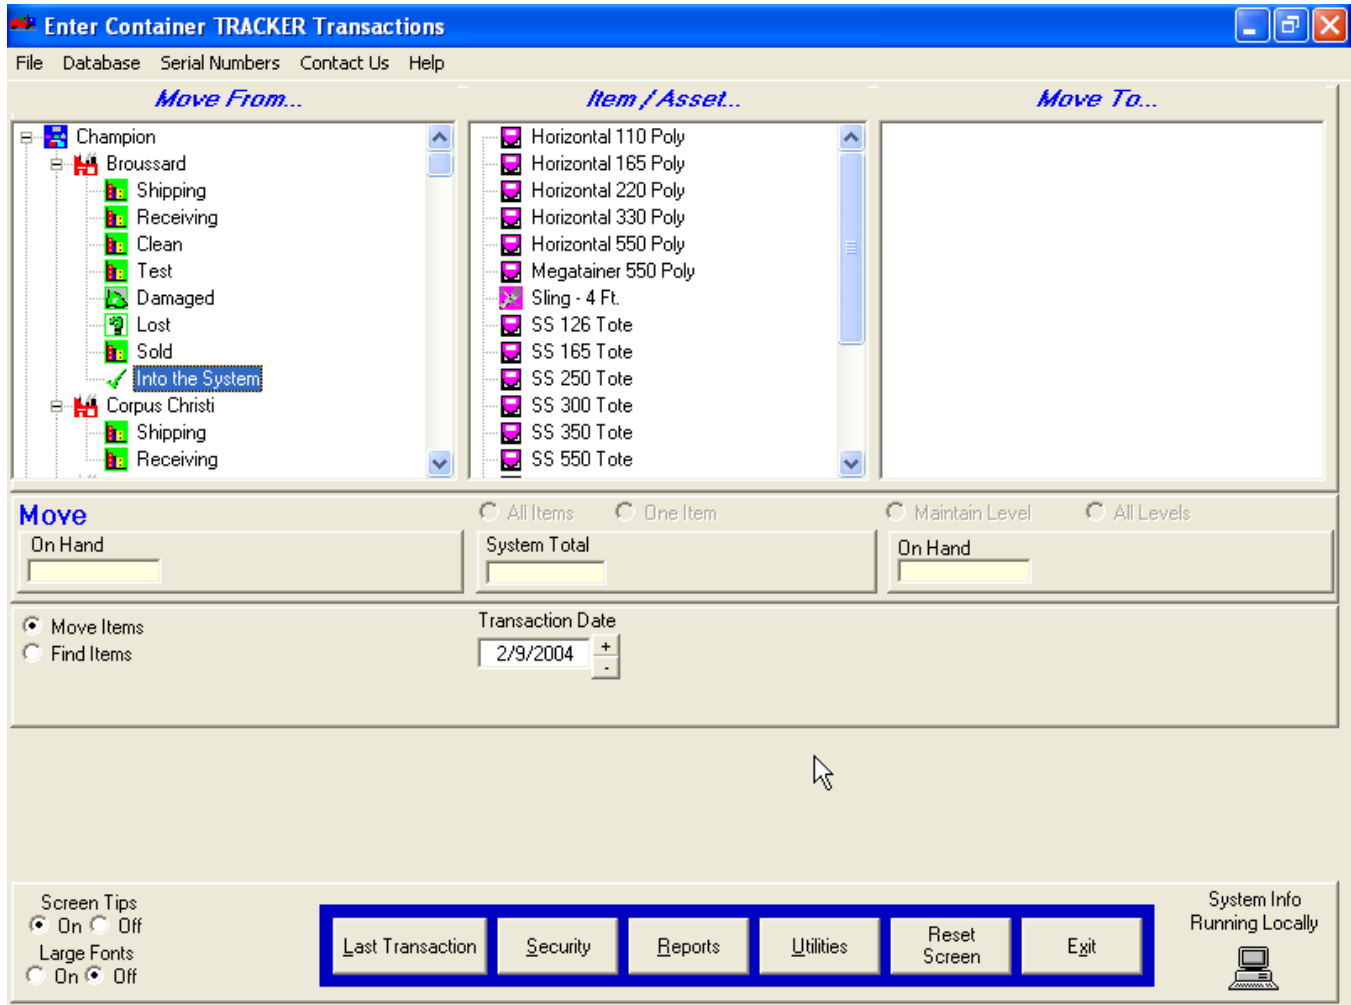 Enter Container TRACKER Transactions
File Database Serial Numbers Contact Us Help
Move From...
Champion
Broussard
Shipping
Receiving
Clean
Test
Damaged
Lost
Sold
Into the System
Corpus Christi
Shipping
Receiving
Item / Asset...
Horizontal 110 Poly
Horizontal 165 Poly
Horizontal 220 Poly
Horizontal 330 Poly
Horizontal 550 Poly
Megatainer 550 Poly
Sling - 4 Ft.
SS 126 Tote
SS 165 Tote
SS 250 Tote
SS 300 Tote
SS 350 Tote
SS 550 Tote
Move To...
Move
All Items One Item
Maintain Level All Levels
On Hand
System Total
On Hand
Move Items
Find Items
Transaction Date
2/9/2004
+
-
Screen Tips
On Off
Large Fonts
On Off
Last Transaction
Security
Reports
Utilities
Reset
Screen
Exit
System Info
Running Locally